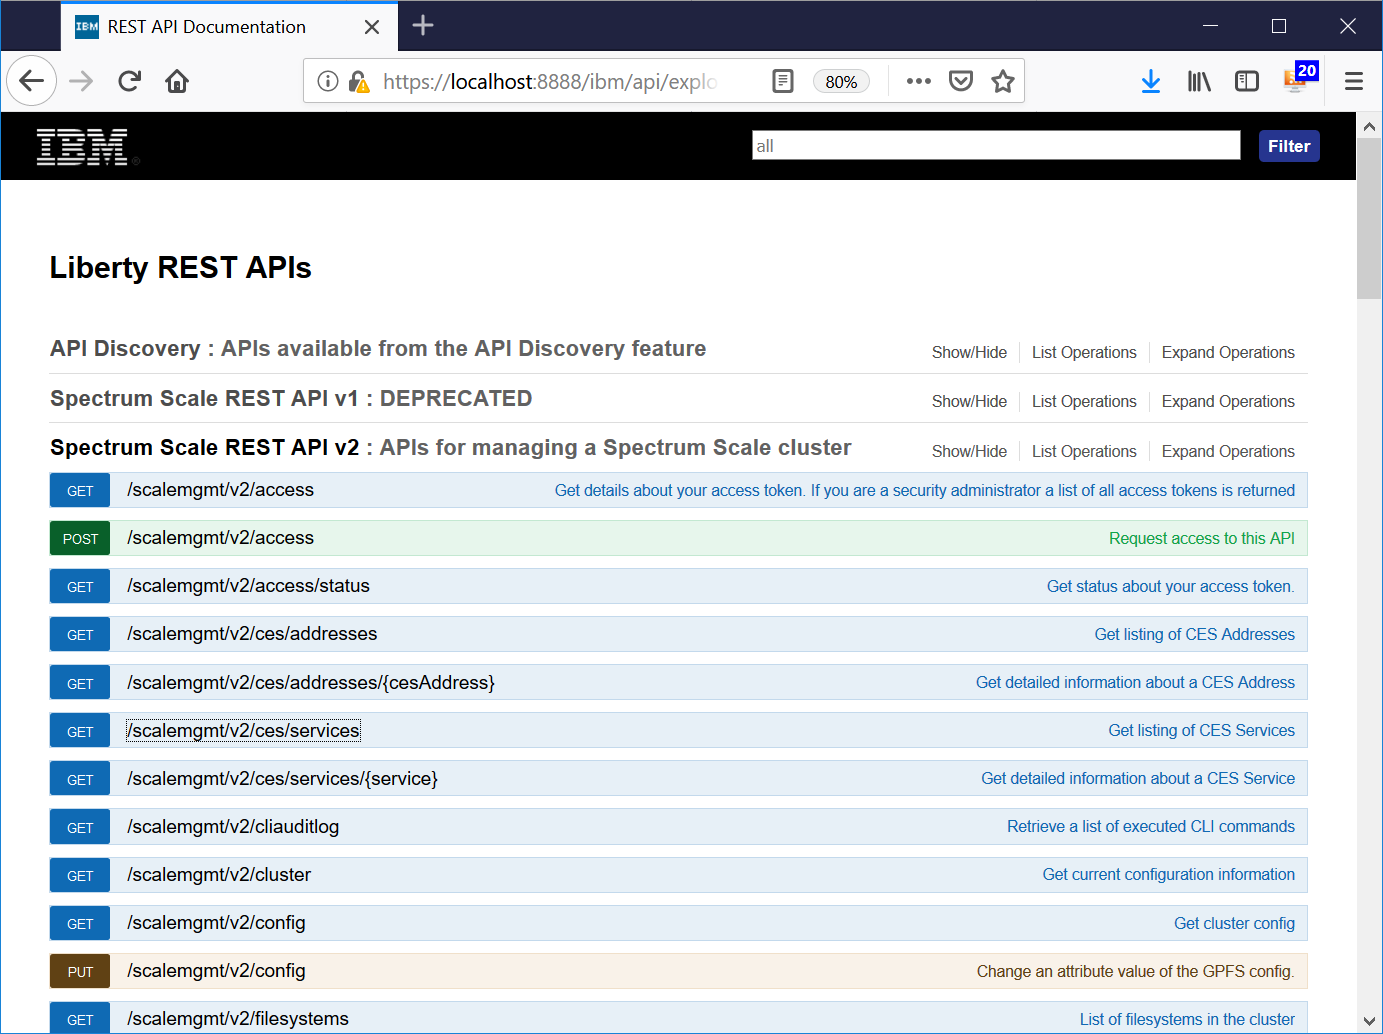 IBM REST API Documentation
https://localhost:8888/ibm/api/explo 80% 20
IBM all Filter
Liberty REST APIs
API Discovery : APIs available from the API Discovery feature Show/Hide List Operations Expand Operations
Spectrum Scale REST API v1 : DEPRECATED Show/Hide List Operations Expand Operations
Spectrum Scale REST API v2 : APIs for managing a Spectrum Scale cluster Show/Hide List Operations Expand Operations
GET /scalemgmt/v2/access Get details about your access token. If you are a security administrator a list of all access tokens is returned
POST /scalemgmt/v2/access Request access to this API
GET /scalemgmt/v2/access/status Get status about your access token.
GET /scalemgmt/v2/ces/addresses Get listing of CES Addresses
GET /scalemgmt/v2/ces/addresses/{cesAddress} Get detailed information about a CES Address
GET /scalemgmt/v2/ces/services Get listing of CES Services
GET /scalemgmt/v2/ces/services/{service} Get detailed information about a CES Service
GET /scalemgmt/v2/cliauditlog Retrieve a list of executed CLI commands
GET /scalemgmt/v2/cluster Get current configuration information
GET /scalemgmt/v2/config Get cluster config
PUT /scalemgmt/v2/config Change an attribute value of the GPFS config.
GET /scalemgmt/v2/filesystems List of filesystems in the cluster